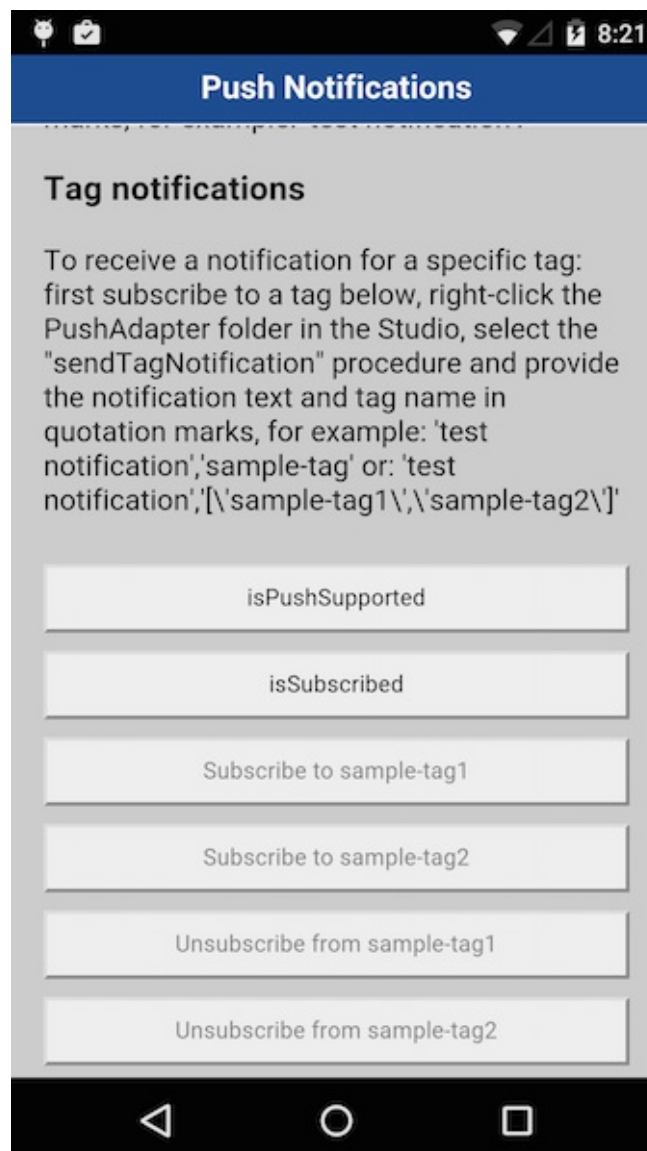 8:21
Push Notifications
Tag notifications
To receive a notification for a specific tag:
first subscribe to a tag below, right-click the
PushAdapter folder in the Studio, select the
"sendTagNotification" procedure and provide
the notification text and tag name in
quotation marks, for example: 'test
notification','sample-tag' or: 'test
notification','[\'sample-tag1\',\'sample-tag2\']'
isPushSupported
isSubscribed
Subscribe to sample-tag1
Subscribe to sample-tag2
Unsubscribe from sample-tag1
Unsubscribe from sample-tag2